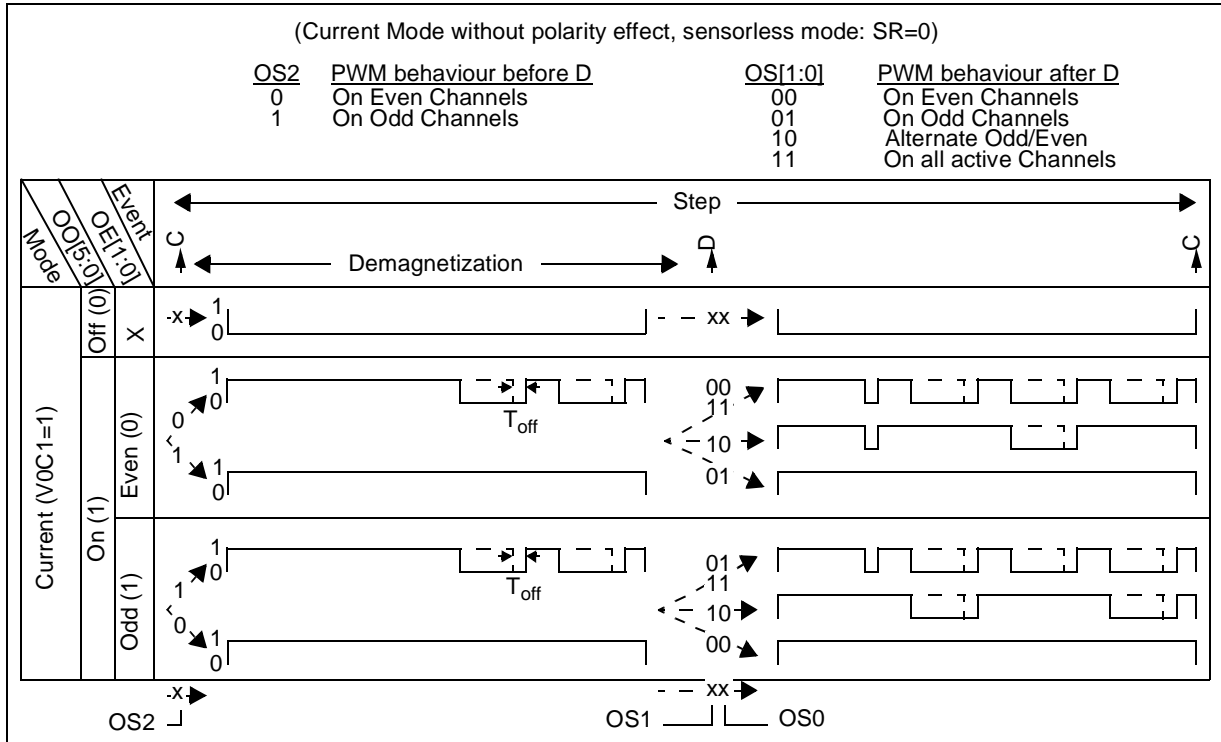 (Current Mode without polarity effect, sensorless mode: SR=0)
OS2 PWM behaviour before D OS[1:0] PWM behaviour after D
0 On Even Channels 00 On Even Channels
1 On Odd Channels 01 On Odd Channels
10 Alternate Odd/Even
11 On all active Channels
Mode OO[5:0] OE[1:0] Event
Step
C D C
Demagnetization
Current (V0C1=1)
Off (0) X
x 1 xx
0
On (1)
Even (0)
1 00
0 0 11
Toff
1 10
1 01
0
Odd (1)
1 01
0 11
1 Toff
0 10
1 00
0
x xx
OS2 OS1 OS0